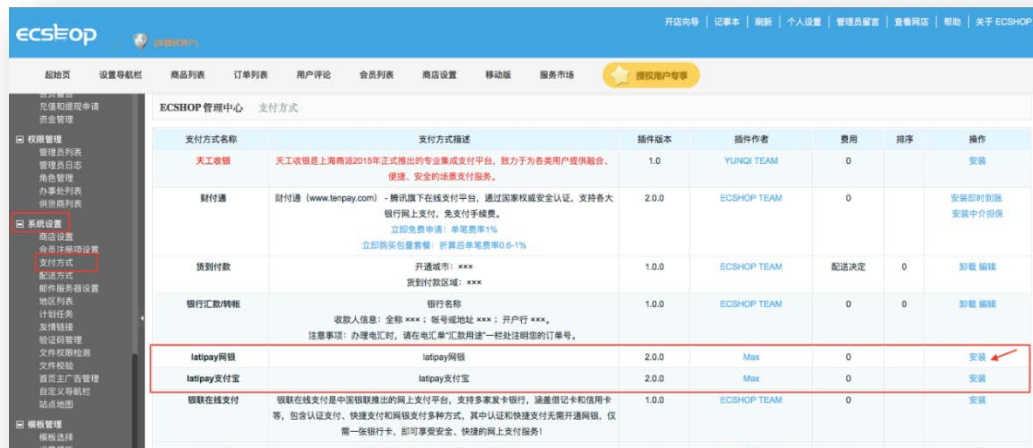 ecshop
[未授权用户]
开店向导 | 记事本 | 刷新 | 个人设置 | 管理员留言 | 查看网店 | 帮助 | 关于 ECSHOP
起始页 设置导航栏 商品列表 订单列表 用户评论 会员列表 商店设置 移动版 服务市场 授权用户专享
充值和提现申请
资金管理
权限管理
管理员列表
管理员日志
角色管理
办事处列表
供货商列表
系统设置
商店设置
会员注册项设置
支付方式
配送方式
邮件服务器设置
地区列表
计划任务
友情链接
验证码管理
文件权限检测
文件校验
首页主广告管理
自定义导航栏
站点地图
模板管理
模板选择
ECSHOP 管理中心 支付方式
支付方式名称 支付方式描述 插件版本 插件作者 费用 排序 操作
天工收银 天工收银是上海商派2015年正式推出的专业集成支付平台，致力于为各类用户提供融合、 1.0 YUNQI TEAM 0 安装
便捷、安全的场景支付服务。
财付通 财付通（www.tenpay.com） - 腾讯旗下在线支付平台，通过国家权威安全认证，支持各大 2.0.0 ECSHOP TEAM 0 安装即时到账
银行网上支付，免支付手续费。 安装中介担保
立即免费申请：单笔费率1%
立即购买包量套餐：折算后单笔费率0.6-1%
货到付款 开通城市：××× 1.0.0 ECSHOP TEAM 配送决定 0 卸载 编辑
货到付款区域：×××
银行汇款/转帐 银行名称 1.0.0 ECSHOP TEAM 0 0 卸载 编辑
收款人信息：全称 ××× ；帐号或地址 ××× ；开户行 ×××。
注意事项：办理电汇时，请在电汇单“汇款用途”一栏处注明您的订单号。
latipay网银 latipay网银 2.0.0 Max 0 安装
latipay支付宝 latipay支付宝 2.0.0 Max 0 安装
银联在线支付 银联在线支付是中国银联推出的网上支付平台，支持多家发卡银行，涵盖借记卡和信用卡 1.0.0 ECSHOP TEAM 0 安装
等，包含认证支付、快捷支付和网银支付多种方式，其中认证和快捷支付无需开通网银，仅
需一张银行卡，即可享受安全、快捷的网上支付服务！